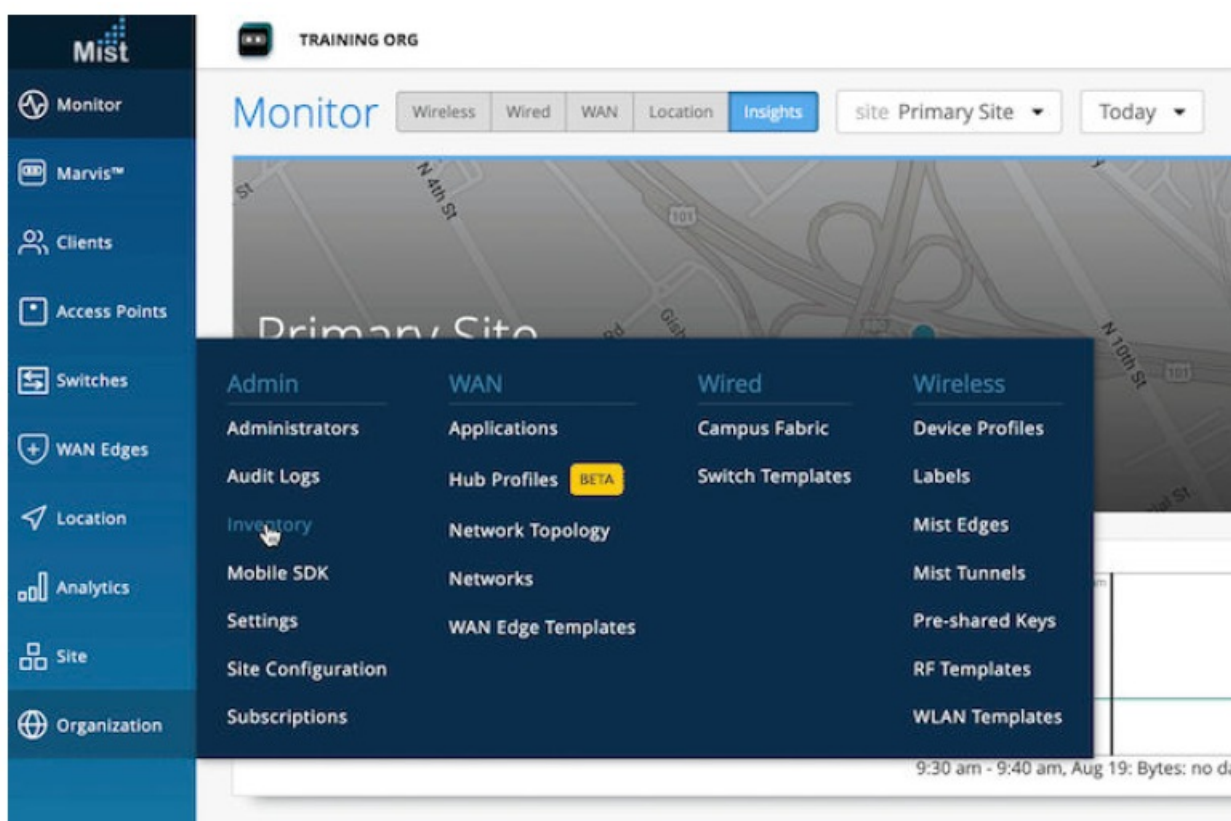 Mist
TRAINING ORG
Monitor
Marvis™
Clients
Access Points
Switches
WAN Edges
Location
Analytics
Site
Organization
Monitor Wireless Wired WAN Location Insights site Primary Site Today
St
N 4th St
101
Primary Site
Rd
N 10th St
101
St
Admin
Administrators
Audit Logs
Inventory
Mobile SDK
Settings
Site Configuration
Subscriptions
WAN
Applications
Hub Profiles BETA
Network Topology
Networks
WAN Edge Templates
Wired
Campus Fabric
Switch Templates
Wireless
Device Profiles
Labels
Mist Edges
Mist Tunnels
Pre-shared Keys
RF Templates
WLAN Templates
9:30 am - 9:40 am, Aug 19: Bytes: no